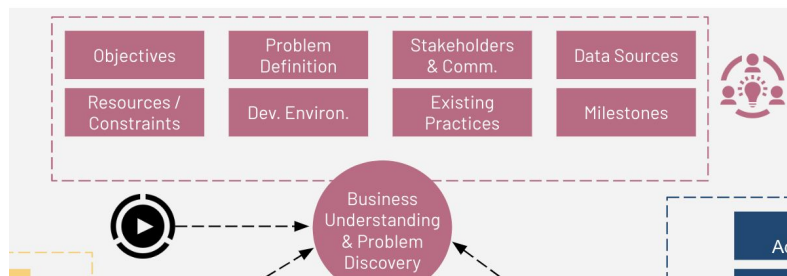 Objectives
Problem
Definition
Stakeholders
& Comm.
Data Sources
Resources /
Constraints
Dev. Environ.
Existing
Practices
Milestones
Business
Understanding
& Problem
Discovery